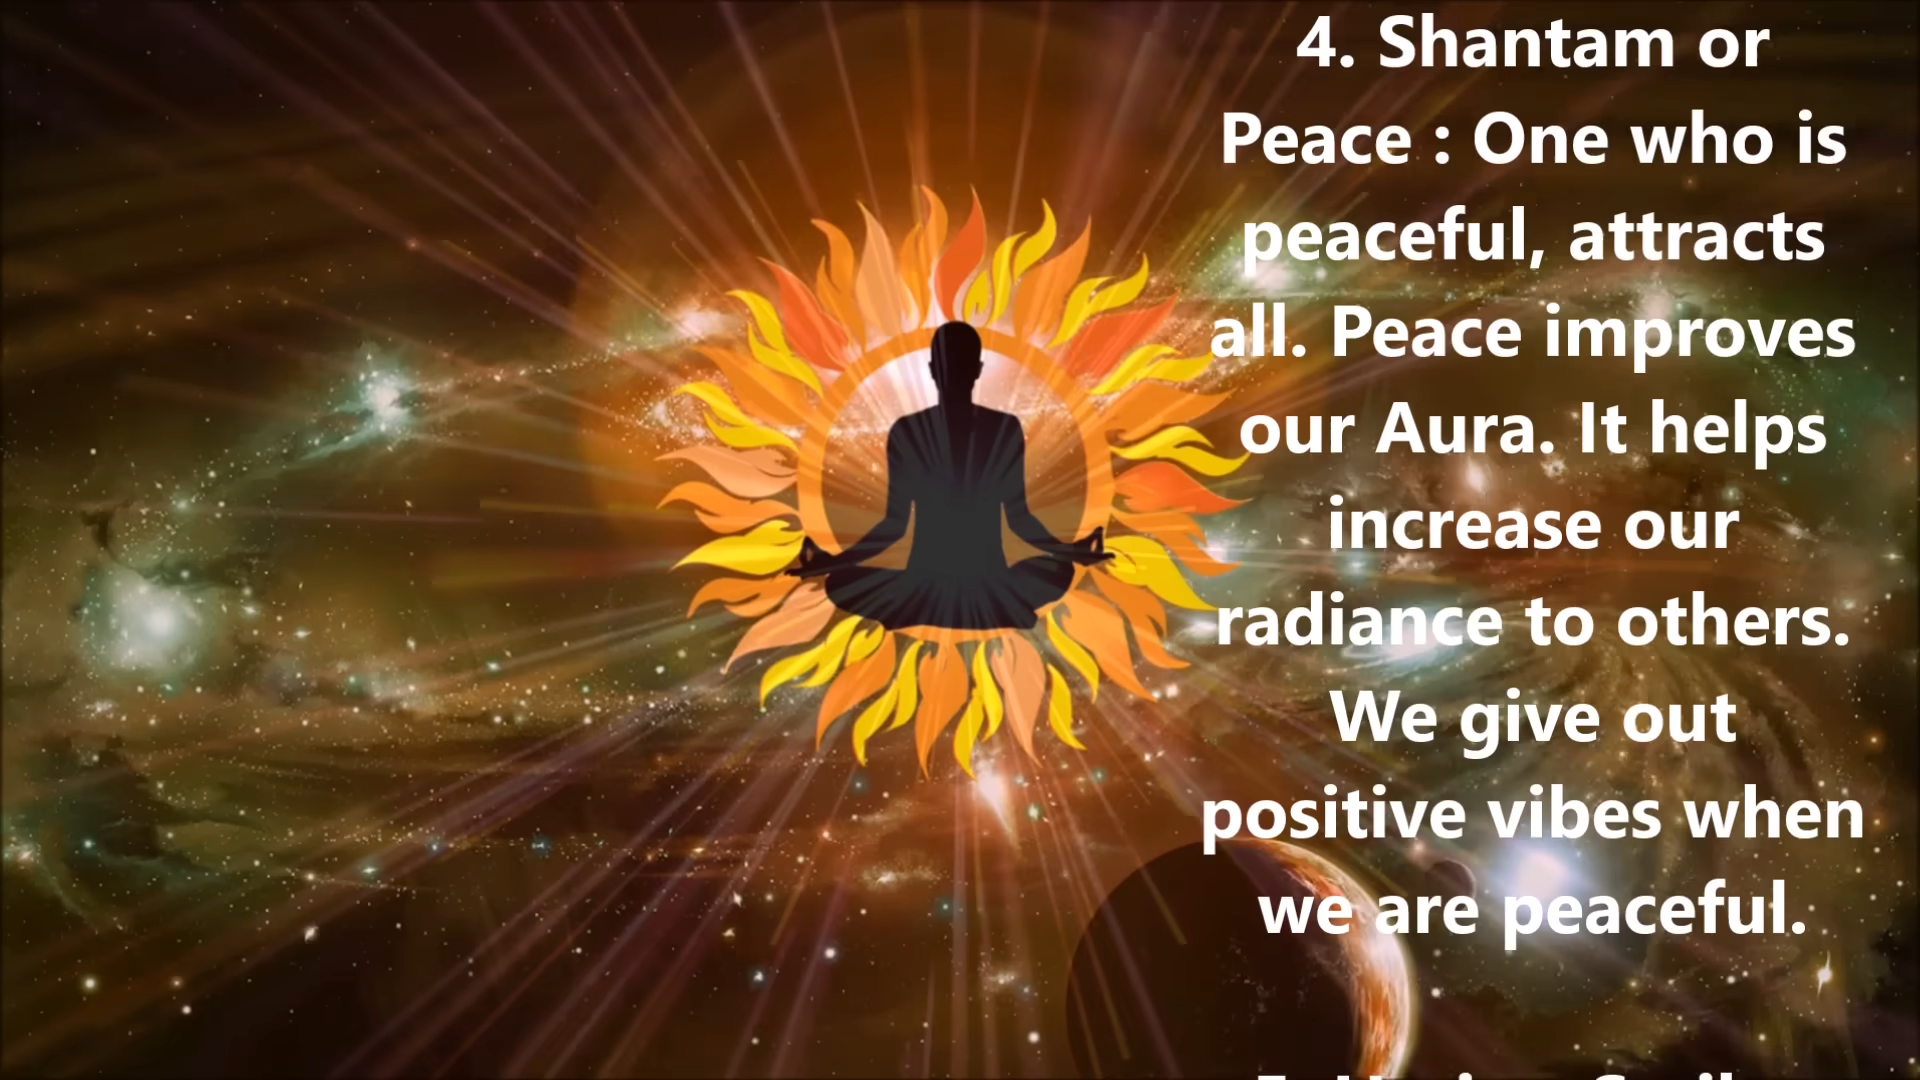 4. Shantam or
Peace : One who is
peaceful, attracts
all. Peace improves
our Aura. It helps
increase our
radiance to others.
We give out
positive vibes when
we are peaceful.